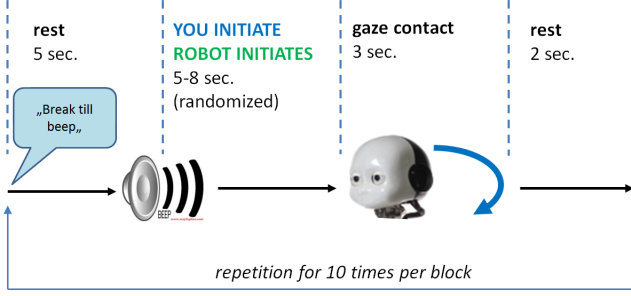 rest
5 sec.
YOU INITIATE
ROBOT INITIATES
5-8 sec.
(randomized)
gaze contact
3 sec.
rest
2 sec.
„Break till
beep„
BEEP
repetition for 10 times per block